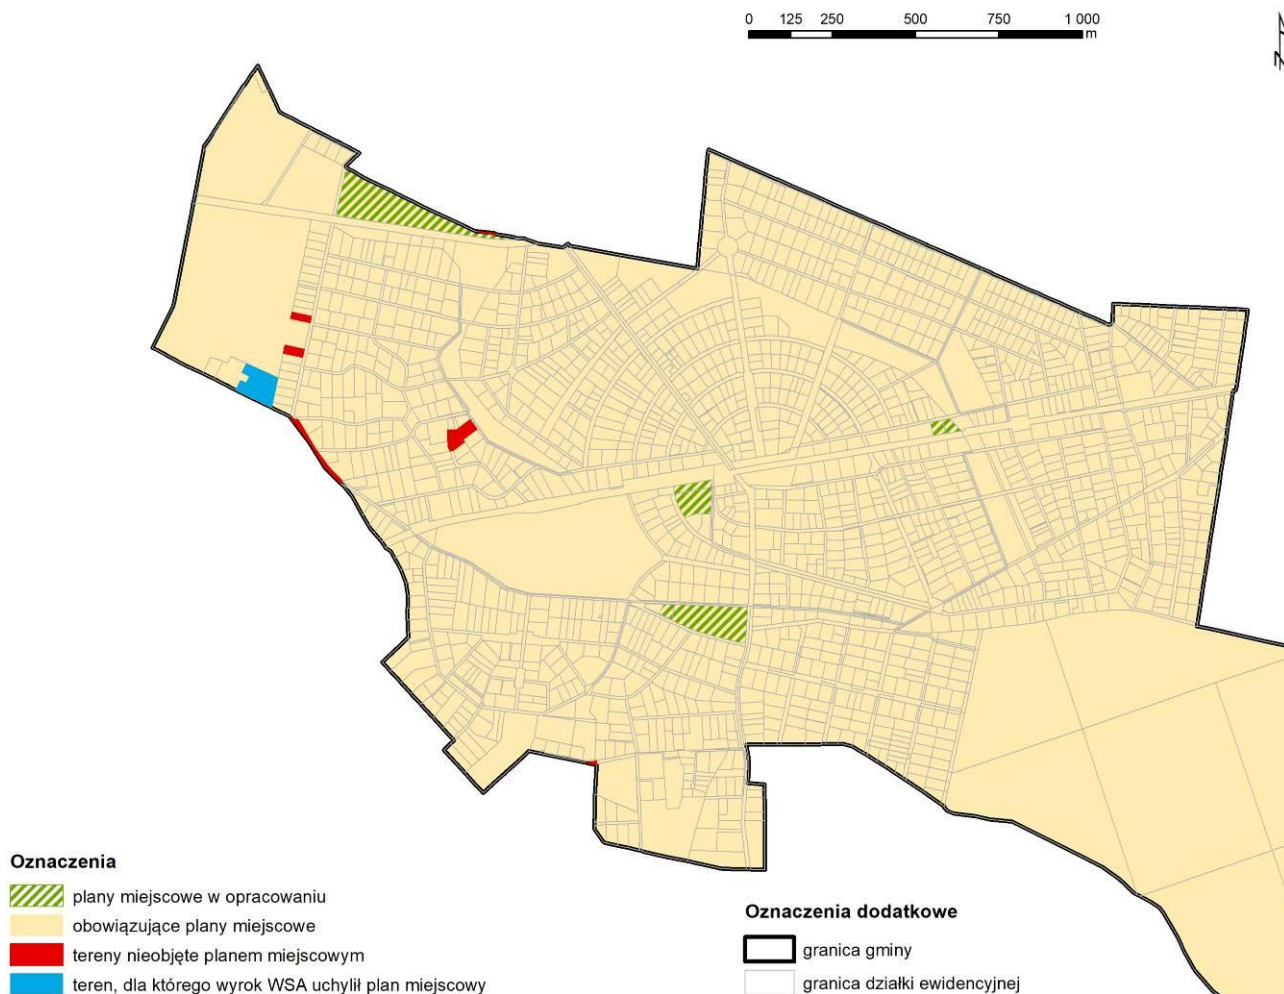 0 125 250 500 750 1 000
m
Oznaczenia
plany miejscowe w opracowaniu
obowiązujące plany miejscowe
tereny nieobjęte planem miejscowym
teren, dla którego wyrok WSA uchylił plan miejscowy
Oznaczenia dodatkowe
granica gminy
granica działki ewidencyjnej